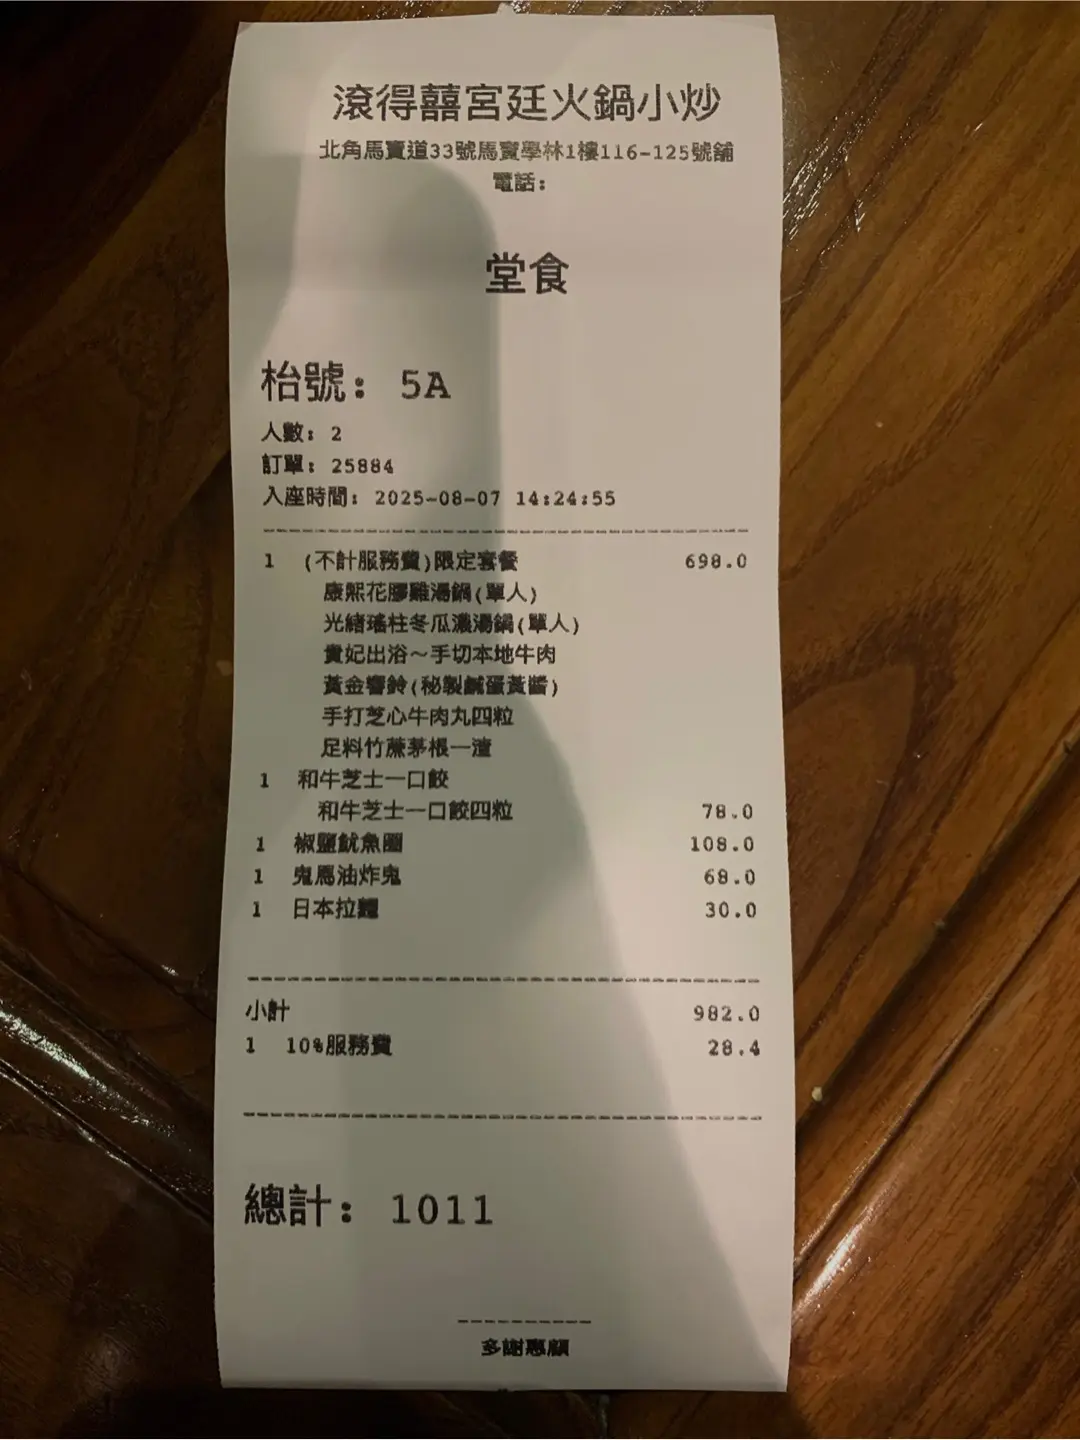 滾得囍宮廷火鍋小炒
北角馬寶道33號馬寶學林1樓116-125號舖
電話:
堂食
枱號: 5A
人數: 2
訂單: 25884
入座時間: 2025-08-07 14:24:55
1 (不計服務費)限定套餐 698.0
康熙花膠雞湯鍋(單人)
光緒瑤柱冬瓜濃湯鍋(單人)
貴妃出浴～手切本地牛肉
黃金響鈴(秘製鹹蛋黃醬)
手打芝心牛肉丸四粒
足料竹蔗茅根一渣
1 和牛芝士一口餃
和牛芝士一口餃四粒 78.0
1 椒鹽魷魚圈 108.0
1 鬼馬油炸鬼 68.0
1 日本拉麵 30.0
小計 982.0
1 10%服務費 28.4
總計: 1011
多謝惠顧